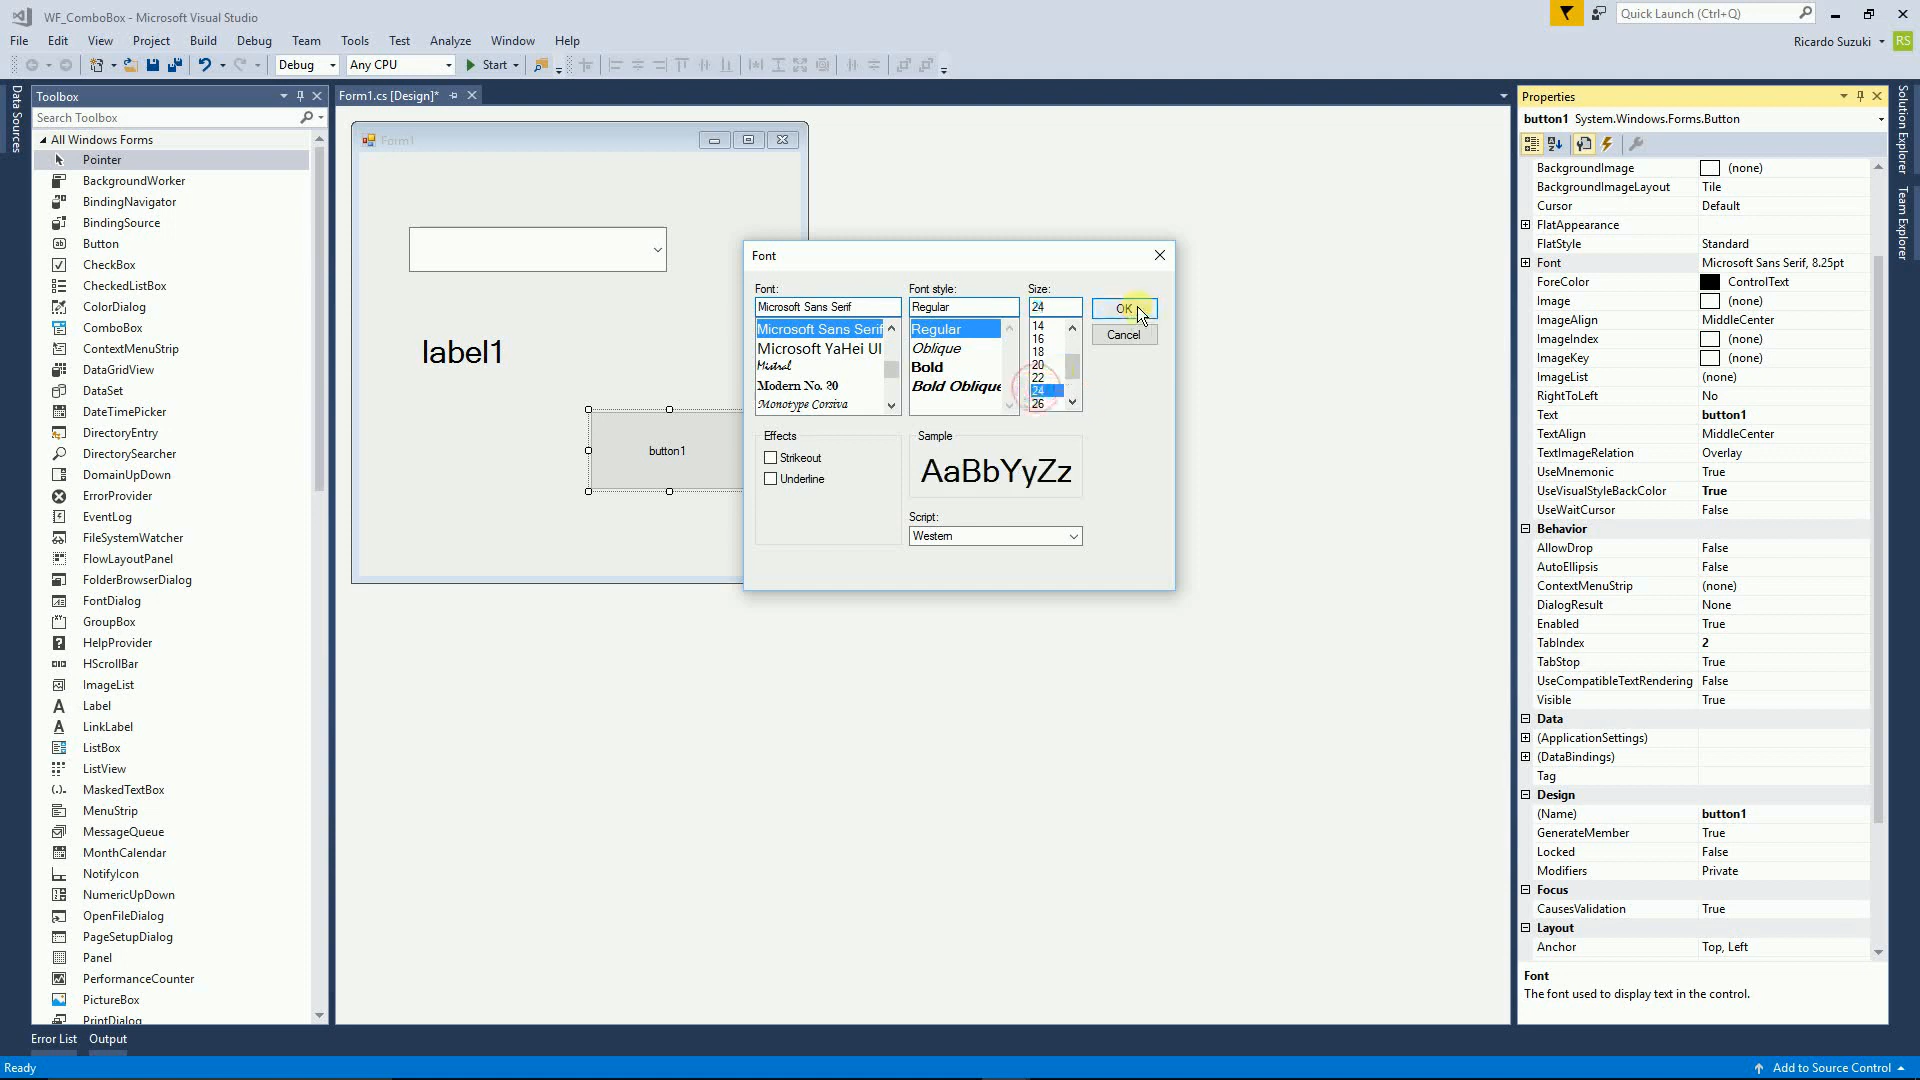 WF_ComboBox - Microsoft Visual Studio
Quick Launch (Ctrl+Q)
File Edit View Project Build Debug Team Tools Test Analyze Window Help
Ricardo Suzuki RS
Debug Any CPU Start
Data Sources
Toolbox
Search Toolbox
All Windows Forms
Pointer
BackgroundWorker
BindingNavigator
BindingSource
Button
CheckBox
CheckedListBox
ColorDialog
ComboBox
ContextMenuStrip
DataGridView
DataSet
DateTimePicker
DirectoryEntry
DirectorySearcher
DomainUpDown
ErrorProvider
EventLog
FileSystemWatcher
FlowLayoutPanel
FolderBrowserDialog
FontDialog
GroupBox
HelpProvider
HScrollBar
ImageList
Label
LinkLabel
ListBox
ListView
MaskedTextBox
MenuStrip
MessageQueue
MonthCalendar
NotifyIcon
NumericUpDown
OpenFileDialog
PageSetupDialog
Panel
PerformanceCounter
PictureBox
PrintDialog
Form1.cs [Design]*
Form1
label1
button1
Font
Font: Font style: Size:
Microsoft Sans Serif Regular 24
OK
Cancel
Microsoft Sans Serif
Microsoft YaHei UI
Mistral
Modern No. 20
Monotype Corsiva
Regular
Oblique
Bold
Bold Oblique
14
16
18
20
22
24
26
Effects
Strikeout
Underline
Sample
AaBbYyZz
Script:
Western
Properties
button1 System.Windows.Forms.Button
BackgroundImage (none)
BackgroundImageLayout Tile
Cursor Default
FlatAppearance
FlatStyle Standard
Font Microsoft Sans Serif, 8.25pt
ForeColor ControlText
Image (none)
ImageAlign MiddleCenter
ImageIndex (none)
ImageKey (none)
ImageList (none)
RightToLeft No
Text button1
TextAlign MiddleCenter
TextImageRelation Overlay
UseMnemonic True
UseVisualStyleBackColor True
UseWaitCursor False
Behavior
AllowDrop False
AutoEllipsis False
ContextMenuStrip (none)
DialogResult None
Enabled True
TabIndex 2
TabStop True
UseCompatibleTextRendering False
Visible True
Data
(ApplicationSettings)
(DataBindings)
Tag
Design
(Name) button1
GenerateMember True
Locked False
Modifiers Private
Focus
CausesValidation True
Layout
Anchor Top, Left
Font
The font used to display text in the control.
Solution Explorer
Team Explorer
Error List Output
Ready
Add to Source Control